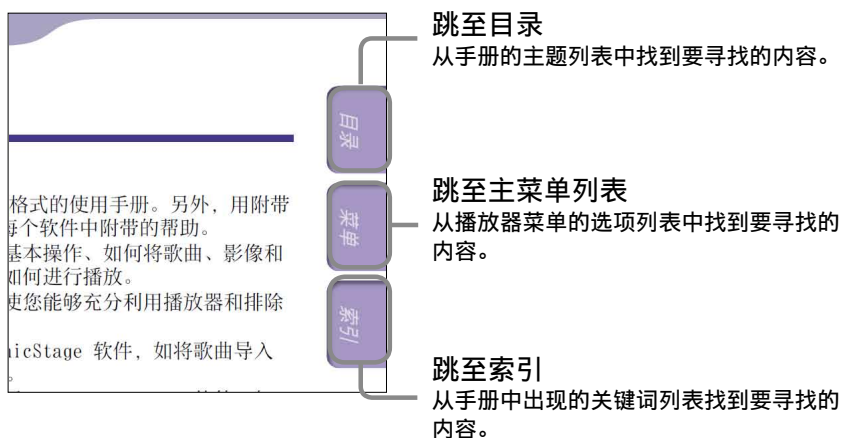 跳至目录
从手册的主题列表中找到要寻找的内容。
目录
格式的使用手册。另外，用附带
每个软件中附带的帮助。
基本操作、如何将歌曲、影像和
如何进行播放。
使您能够充分利用播放器和排除
nicStage 软件，如将歌曲导入
。
菜单
跳至主菜单列表
从播放器菜单的选项列表中找到要寻找的
内容。
索引
跳至索引
从手册中出现的关键词列表找到要寻找的
内容。